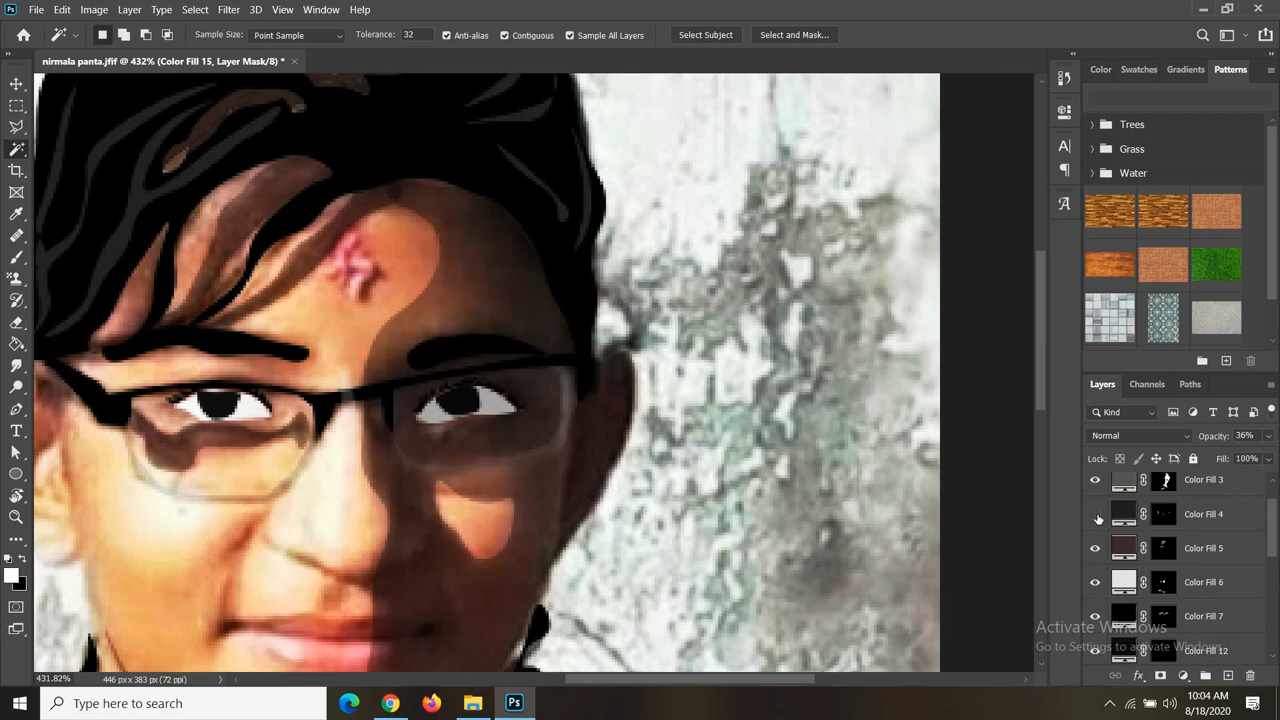 File Edit Image Layer Type Select Filter 3D View Window Help
Sample Size: Point Sample Tolerance: 32 Anti-alias Contiguous Sample All Layers Select Subject Select and Mask...
nirmala panta.jfif @ 432% (Color Fill 15, Layer Mask/8) *
Color Swatches Gradients Patterns
Trees
Grass
Water
Layers Channels Paths
Kind
Normal Opacity: 36%
Lock: Fill: 100%
Color Fill 3
Color Fill 4
Color Fill 5
Color Fill 6
Color Fill 7
Color Fill 12
Activate Windows
Go to Settings to activate Windows.
431.82% 446 px x 383 px (72 ppi)
Type here to search
10:04 AM
8/18/2020